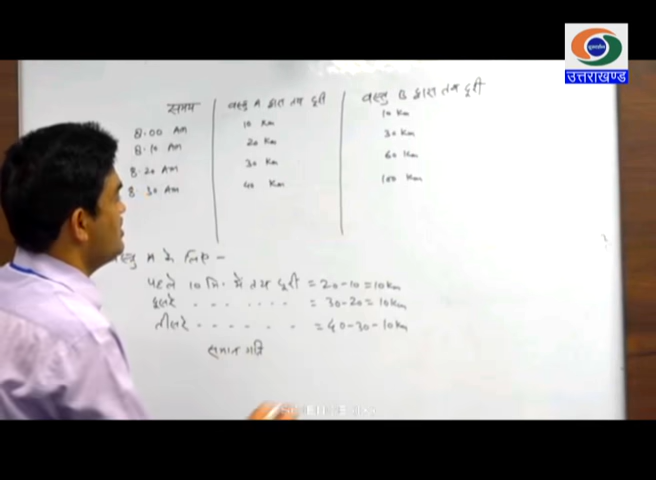 उत्तराखण्ड
समय वस्तु A द्वारा तय दूरी वस्तु B द्वारा तय दूरी
8.00 Am 10 Km 10 Km
8.10 Am 20 Km 30 Km
8.20 Am 30 Km 60 Km
8.30 Am 40 Km 100 Km
वस्तु A के लिए -
पहले 10 मि. में तय दूरी = 20-10 = 10 Km
दूसरे - - - - - - - = 30-20 = 10 Km
तीसरे - - - - - - - = 40-30 - 10 Km
समान गति